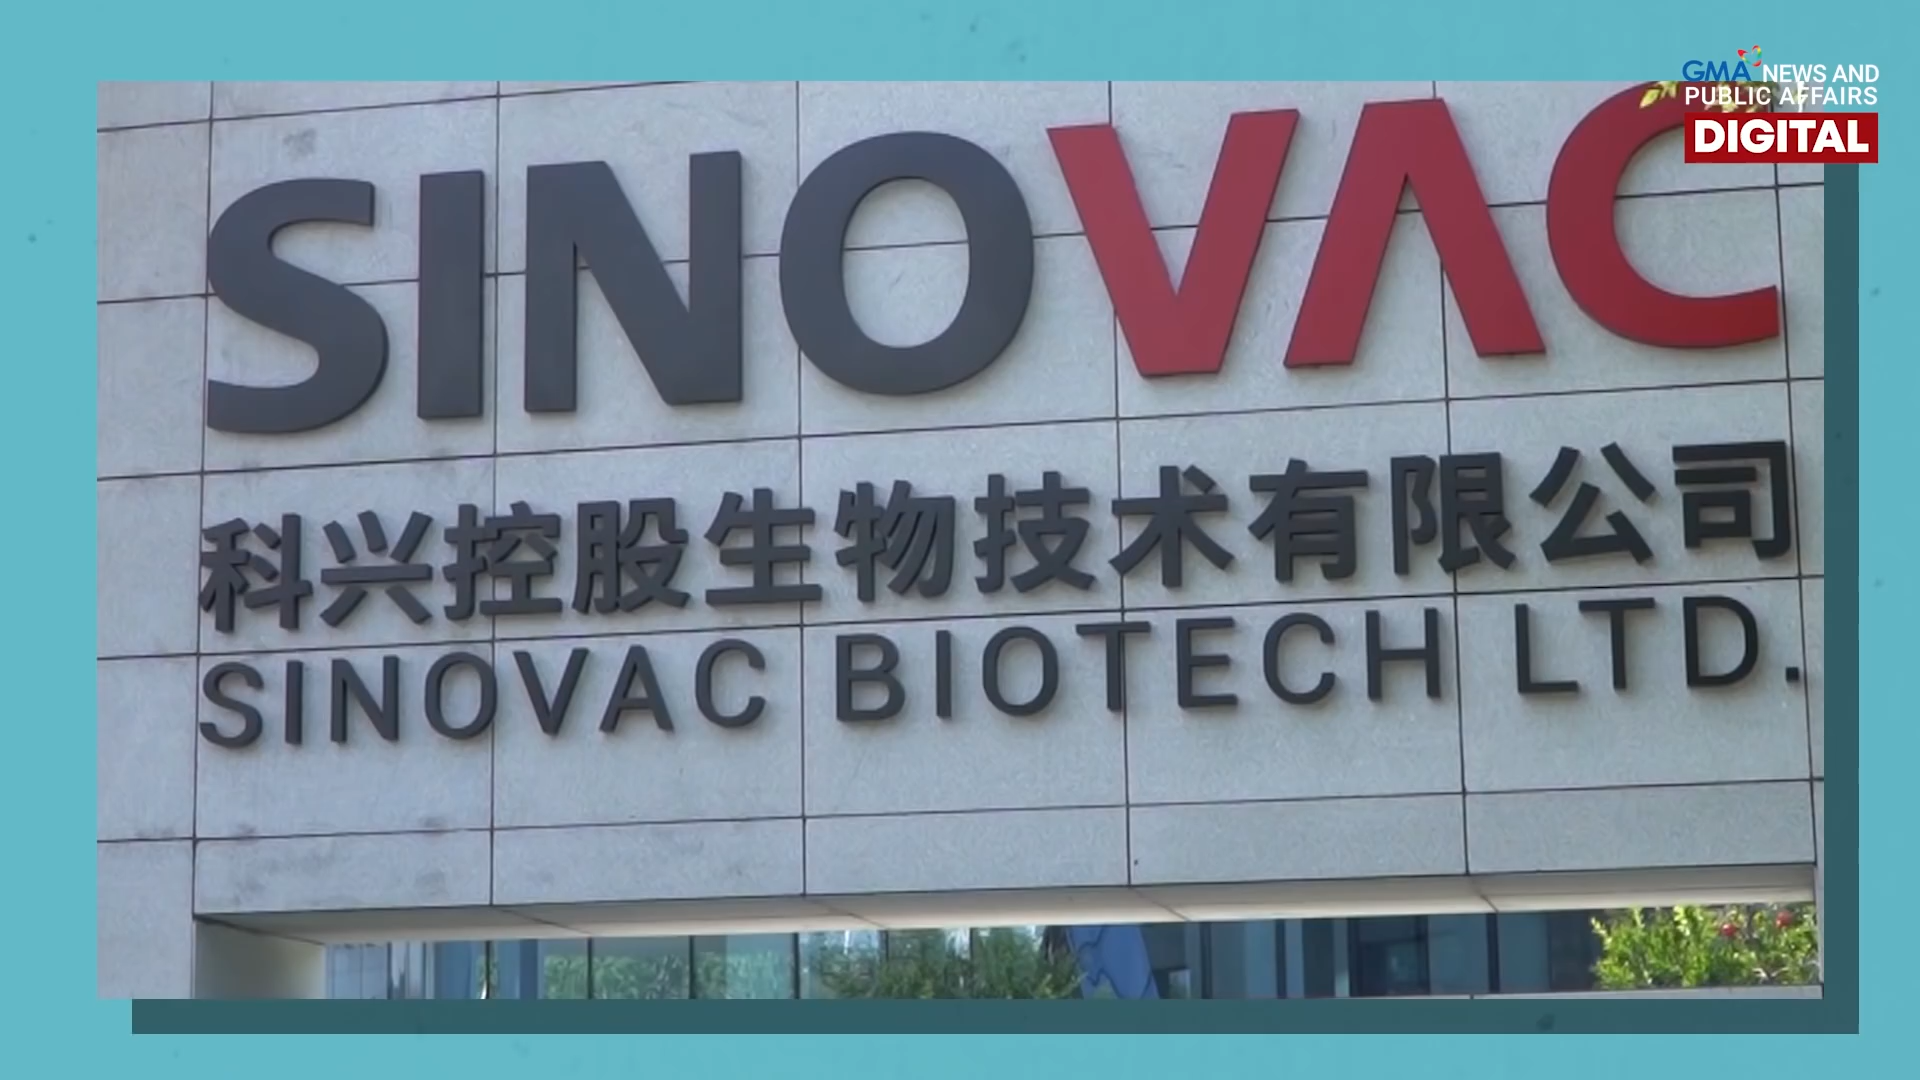 GMA NEWS AND
PUBLIC AFFAIRS
DIGITAL
SINOVAC
科兴控股生物技术有限公司
SINOVAC BIOTECH LTD.